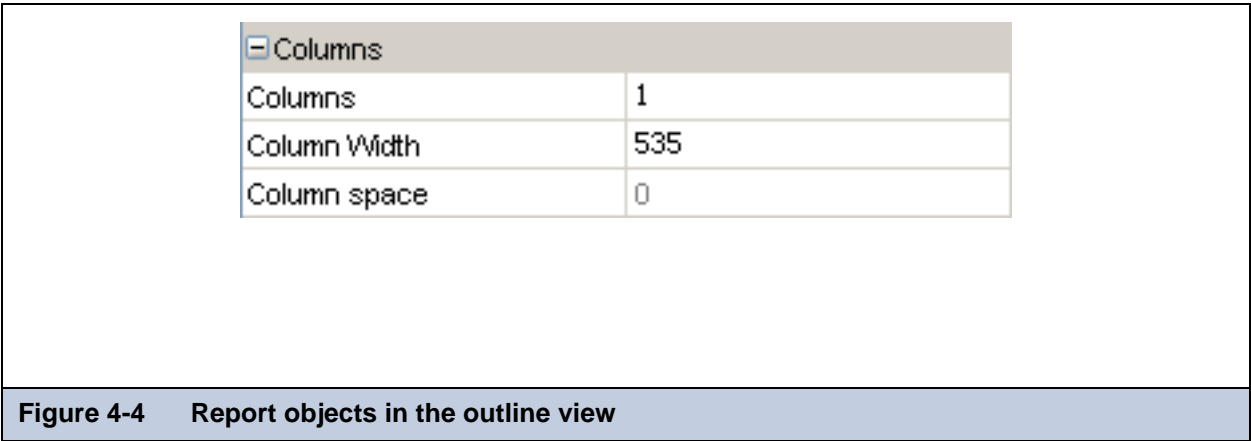 Columns
Columns 1
Column Width 535
Column space 0
Figure 4-4 Report objects in the outline view